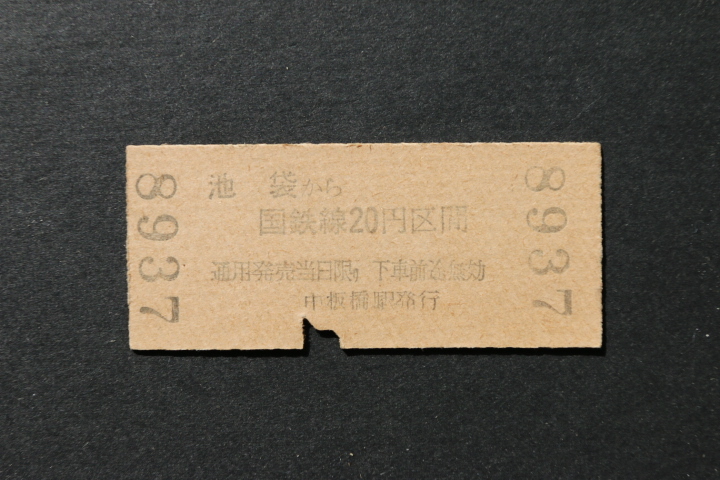 8937
池袋から
国鉄線20円区間
通用発売当日限り 下車前途無効
中板橋駅発行
8937